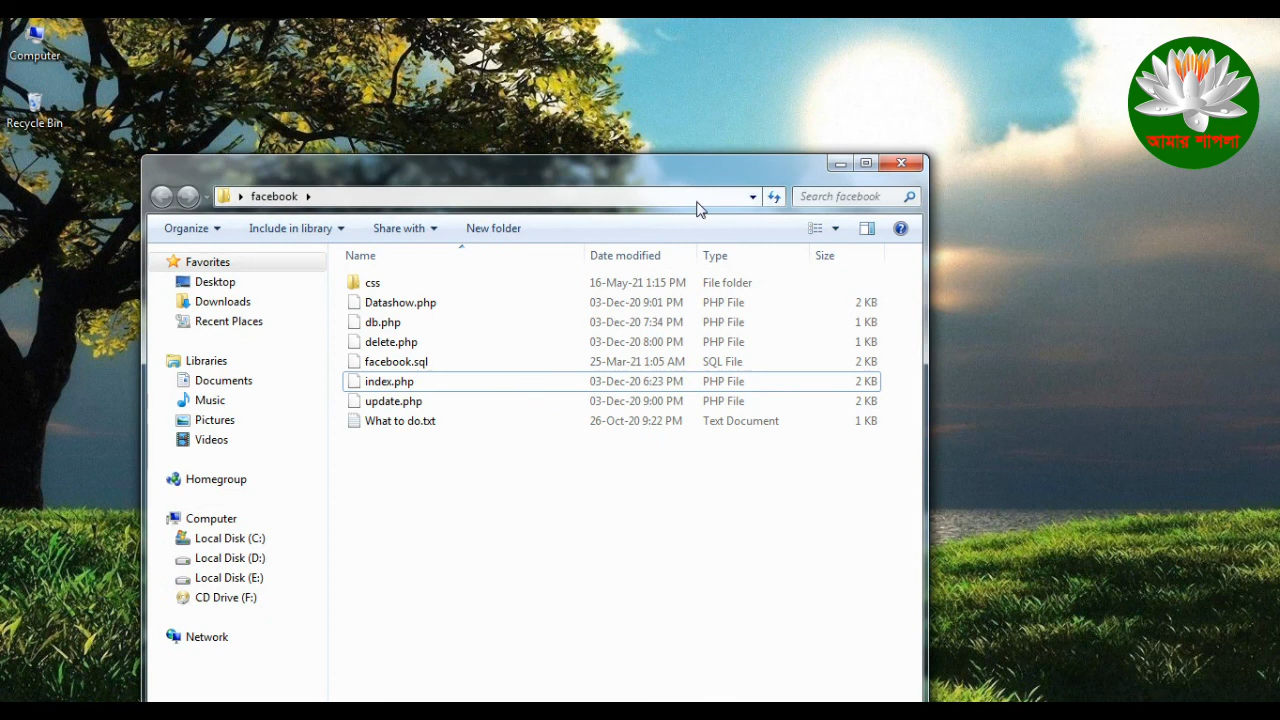 Computer
Recycle Bin
আমার শাপলা
facebook
Search facebook
Organize Include in library Share with New folder
Name Date modified Type Size
Favorites
Desktop
Downloads
Recent Places
Libraries
Documents
Music
Pictures
Videos
Homegroup
Computer
Local Disk (C:)
Local Disk (D:)
Local Disk (E:)
CD Drive (F:)
Network
css 16-May-21 1:15 PM File folder
Datashow.php 03-Dec-20 9:01 PM PHP File 2 KB
db.php 03-Dec-20 7:34 PM PHP File 1 KB
delete.php 03-Dec-20 8:00 PM PHP File 1 KB
facebook.sql 25-Mar-21 1:05 AM SQL File 2 KB
index.php 03-Dec-20 6:23 PM PHP File 2 KB
update.php 03-Dec-20 9:00 PM PHP File 2 KB
What to do.txt 26-Oct-20 9:22 PM Text Document 1 KB